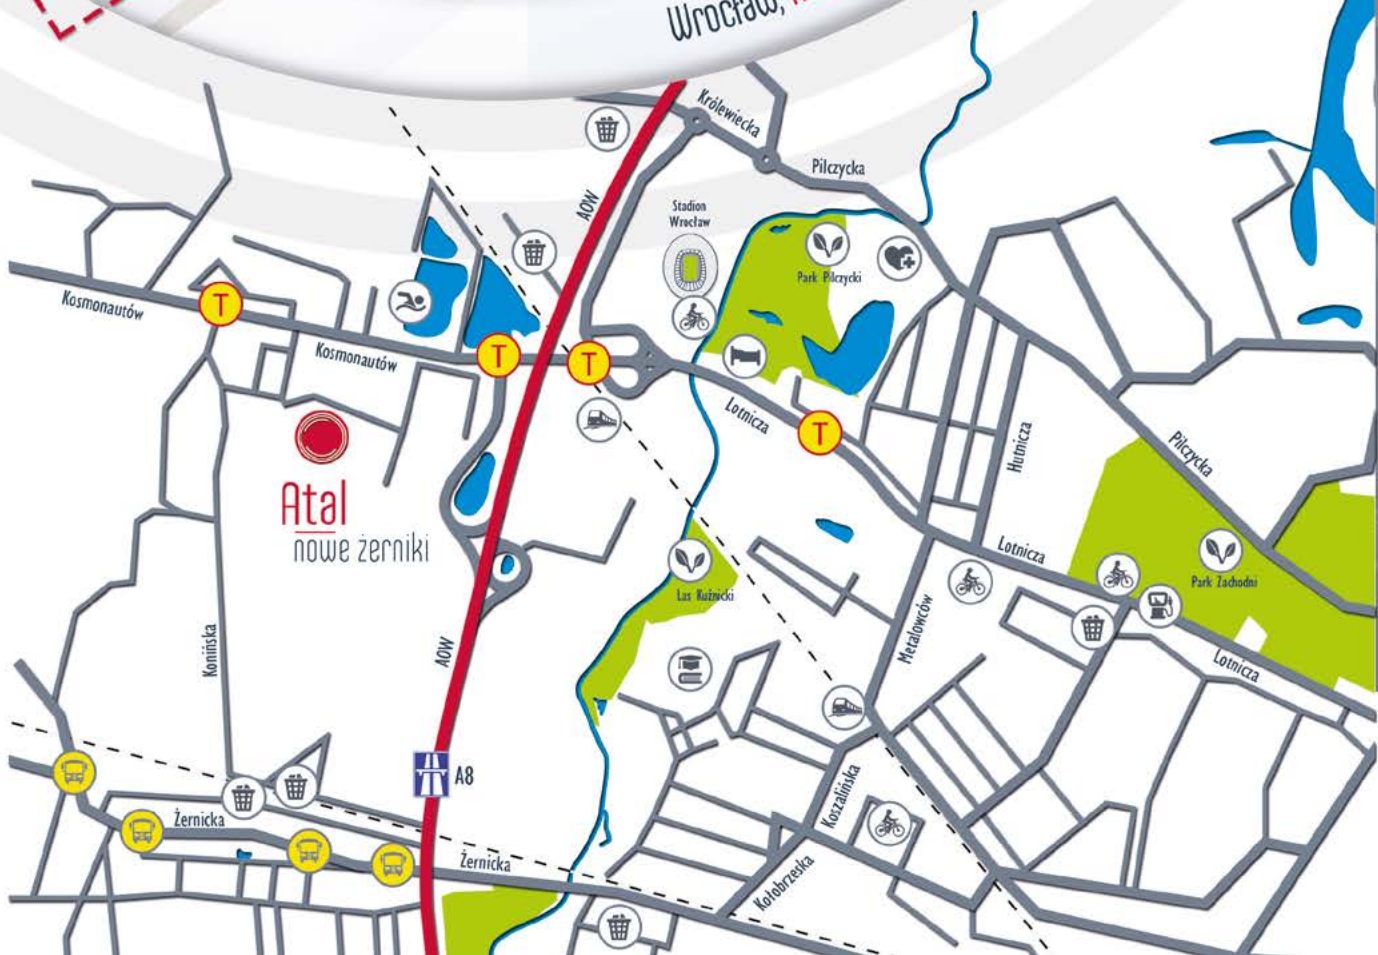 Wrocław,
Królewiecka
Pilczycka
AOW
Stadion
Wrocław
Park Pilczycki
Kosmonautów
T
Kosmonautów
T
T
Lotnicza
T
Hutnicza
Pilczycka
Atal
nowe żerniki
Lotnicza
Park Zachodni
Las Kuźnicki
Metalowców
Konińska
AOW
Lotnicza
A8
Koszalińska
Żernicka
Żernicka
Kołobrzeska